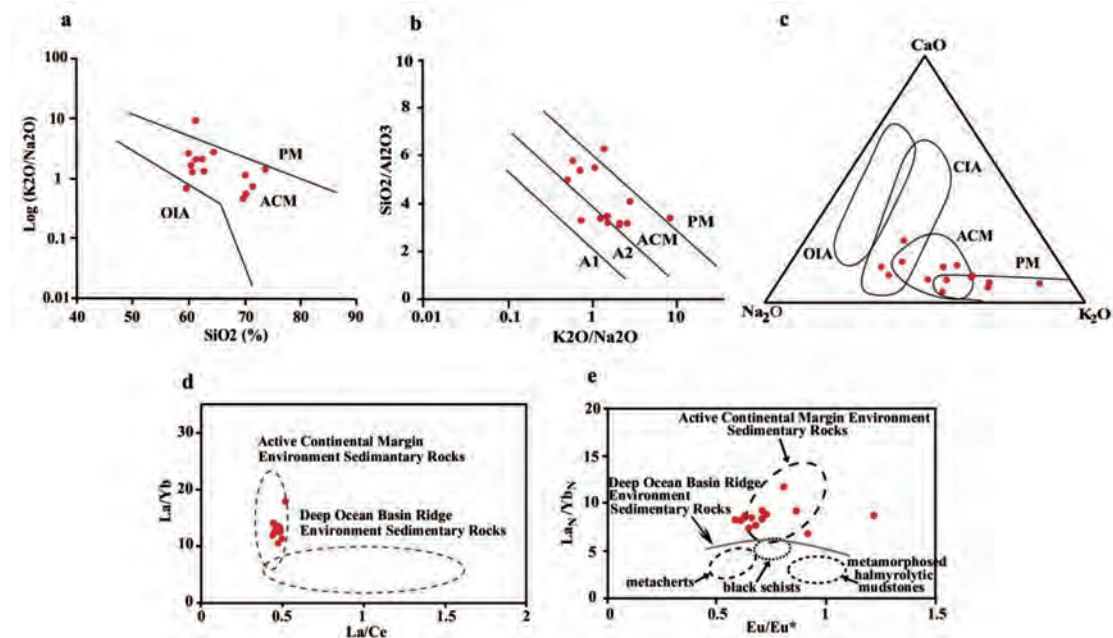 a
Log (K2O/Na2O)
100
10
1
0.1
0.01
PM
ACM
OIA
40
50
60
70
80
90
SiO2 (%)
b
SiO2/Al2O3
10
8
6
4
2
0
PM
ACM
A2
A1
0.01
0.1
1
10
100
K2O/Na2O
c
CaO
CIA
ACM
OIA
PM
Na2O
K2O
d
La/Yb
30
20
10
0
Active Continental Margin
Environment Sedimantary Rocks
Deep Ocean Basin Ridge
Environment Sedimentary Rocks
0
0.5
1
1.5
2
La/Ce
e
LaN/YbN
20
15
10
5
0
Active Continental Margin Environment
Sedimentary Rocks
Deep Ocean Basin Ridge
Environment
Sedimentary Rocks
metacherts
black schists
metamorphosed
halmyrolytic
mudstones
0
0.5
1
1.5
Eu/Eu*